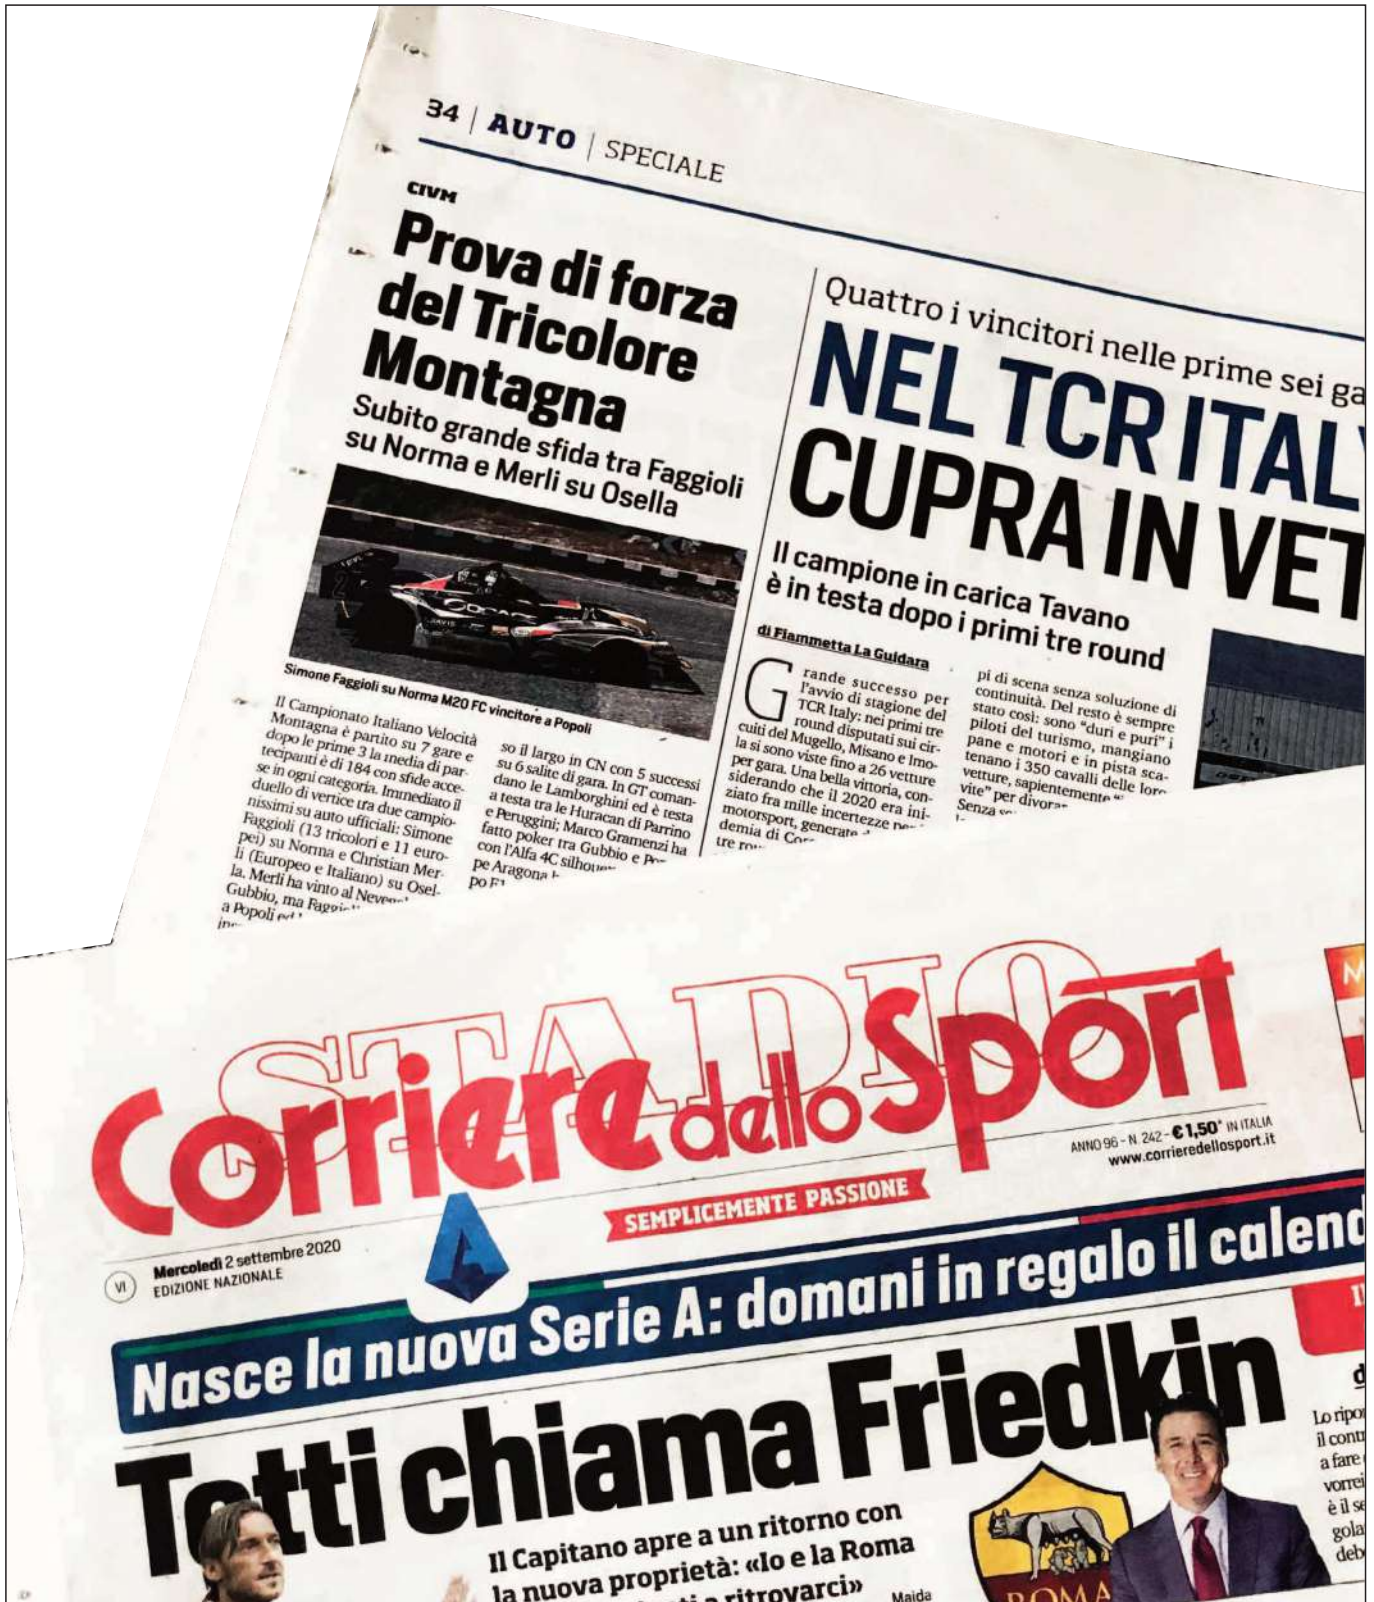 34 | AUTO | SPECIALE
CIVM
Prova di forza
del Tricolore
Montagna
Subito grande sfida tra Faggioli
su Norma e Merli su Osella
Simone Faggioli su Norma M20 FC vincitore a Popoli
Il Campionato Italiano Velocità
Montagna è partito su 7 gare e
dopo le prime 3 la media di par-
tecipanti è di 184 con sfide acce-
se in ogni categoria. Immediato il
duello di vertice tra due campio-
nissimi su auto ufficiali: Simone
Faggioli (13 tricolori e 11 euro-
pei) su Norma e Christian Mer-
li (Europeo e Italiano) su Osel-
la. Merli ha vinto al
Gubbio, ma
a Popoli ed
so il largo in CN con 5 successi
su 6 salite di gara. In GT coman-
dano le Lamborghini ed è testa
a testa tra le Huracan di Parrino
e Peruggini; Marco Gramenzi ha
fatto poker tra Gubbio e
con l'Alfa 4C
pe Aragona
po
Quattro i vincitori nelle prime sei ga
NEL TCR ITALY
CUPRA IN VET
Il campione in carica Tavano
è in testa dopo i primi tre round
di Fiammetta La Guidara
Grande successo per
l'avvio di stagione del
TCR Italy: nei primi tre
round disputati sui cir-
cuiti del Mugello, Misano e Imo-
la si sono viste fino a 26 vetture
per gara. Una bella vittoria, con-
siderando che il 2020 era ini-
ziato fra mille incertezze
motorsport, generate
demia di
tre
pi di scena senza soluzione di
continuità. Del resto è sempre
stato così: sono "duri e puri" i
piloti del turismo, mangiano
pane e motori e in pista sca-
tenano i 350 cavalli delle loro
vetture, sapientemente
vite" per
Senza
STADIO
Corriere dello Sport
ANNO 96 - N. 242 - € 1,50* IN ITALIA
www.corrieredellosport.it
SEMPLICEMENTE PASSIONE
VI
Mercoledì 2 settembre 2020
EDIZIONE NAZIONALE
Nasce la nuova Serie A: domani in regalo il calend
Totti chiama Friedkin
Il Capitano apre a un ritorno con
la nuova proprietà: «Io e la Roma
a ritrovarci»
Maida
ROMA
Lo ripor
il contr
a fare
vorrei
è il se
gola
deb